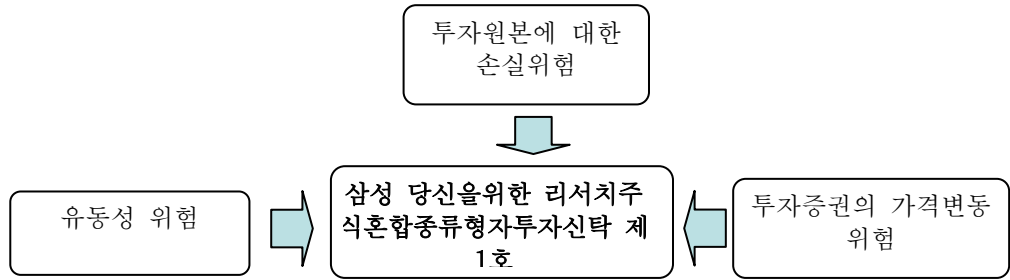 투자원본에 대한
손실위험
유동성 위험
삼성 당신을위한 리서치주
식혼합종류형자투자신탁 제
1호
투자증권의 가격변동
위험